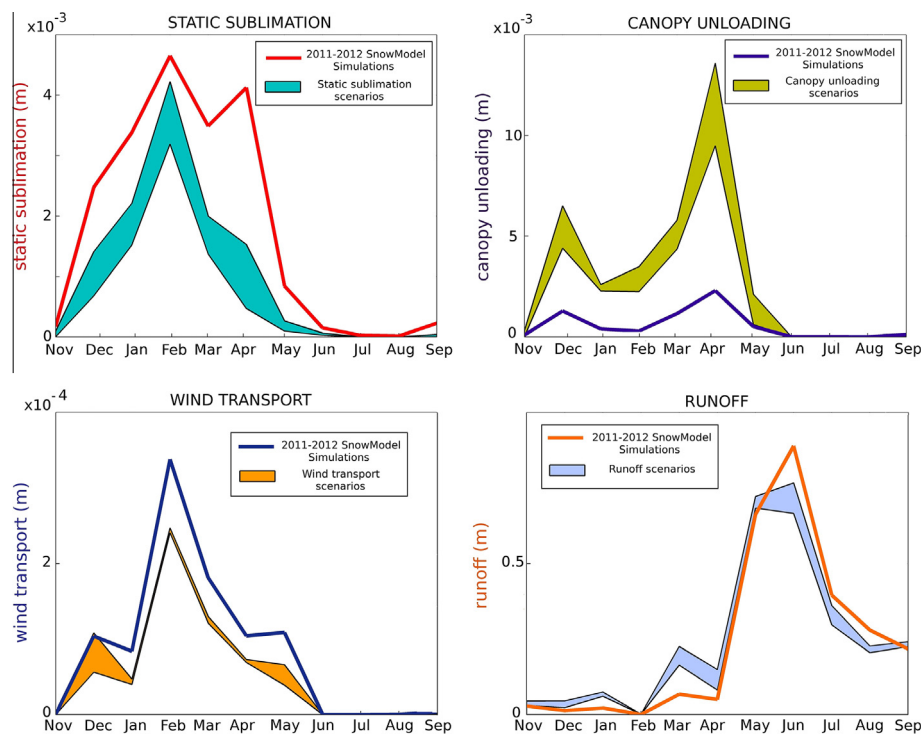 STATIC SUBLIMATION
x10⁻³
static sublimation (m)
4
2
0
2011-2012 SnowModel
Simulations
Static sublimation
scenarios
Nov Dec Jan Feb Mar Apr May Jun Jul Aug Sep
CANOPY UNLOADING
x10⁻³
canopy unloading (m)
10
5
0
2011-2012 SnowModel
Simulations
Canopy unloading
scenarios
Nov Dec Jan Feb Mar Apr May Jun Jul Aug Sep
WIND TRANSPORT
x10⁻⁴
wind transport (m)
2
0
2011-2012 SnowModel
Simulations
Wind transport
scenarios
Nov Dec Jan Feb Mar Apr May Jun Jul Aug Sep
RUNOFF
runoff (m)
0.5
0
2011-2012 SnowModel
Simulations
Runoff scenarios
Nov Dec Jan Feb Mar Apr May Jun Jul Aug Sep